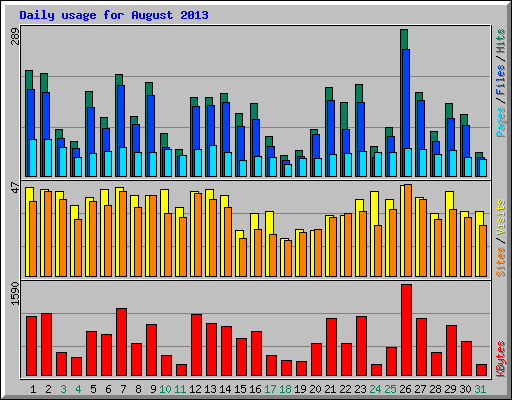 Daily usage for August 2013
289
Pages / Files / Hits
47
Sites / Visits
1590
KBytes
1 2 3 4 5 6 7 8 9 10 11 12 13 14 15 16 17 18 19 20 21 22 23 24 25 26 27 28 29 30 31